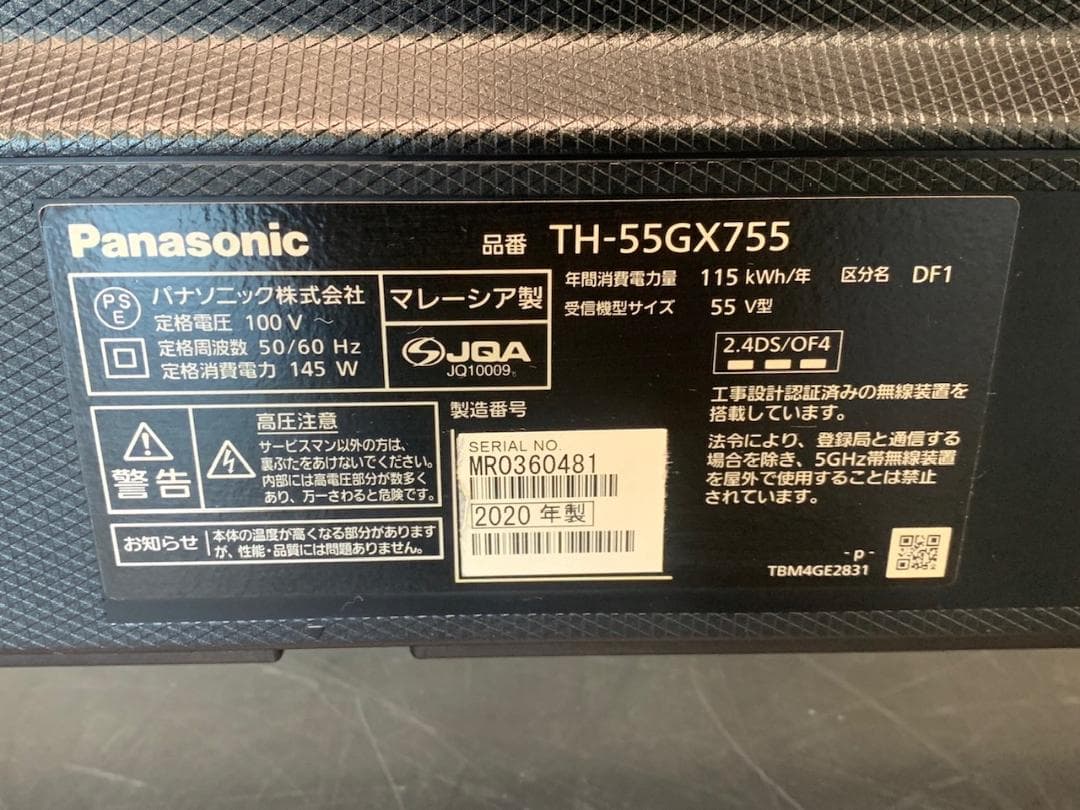 Panasonic 品番 TH-55GX755
年間消費電力量 115 kWh/年 区分名 DF1
受信機型サイズ 55 V型
PS
E
パナソニック株式会社
定格電圧 100 V ～
定格周波数 50/60 Hz
定格消費電力 145 W
マレーシア製
JQA
JQ10009
2.4DS/OF4
工事設計認証済みの無線装置を
搭載しています。
法令により、登録局と通信する
場合を除き、5GHz帯無線装置
を屋外で使用することは禁止
されています。
警告
高圧注意
サービスマン以外の方は、
裏ぶたをあけないでください。
内部には高電圧部分が数多く
あり、万一さわると危険です。
お知らせ
本体の温度が高くなる部分があります
が、性能・品質には問題ありません。
製造番号
SERIAL NO.
MR0360481
2020 年製
- P -
TBM4GE2831